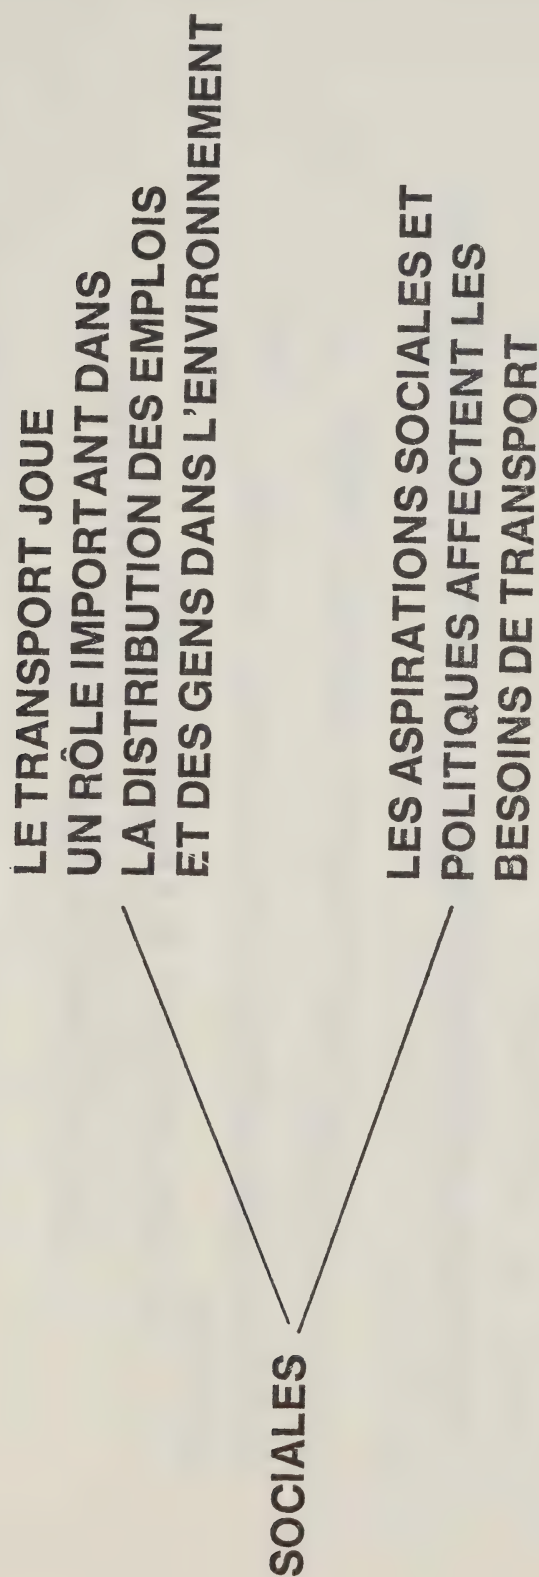 SOCIALES
LE TRANSPORT JOUE
UN RÔLE IMPORTANT DANS
LA DISTRIBUTION DES EMPLOIS
ET DES GENS DANS L'ENVIRONNEMENT
LES ASPIRATIONS SOCIALES ET
POLITIQUES AFFECTENT LES
BESOINS DE TRANSPORT